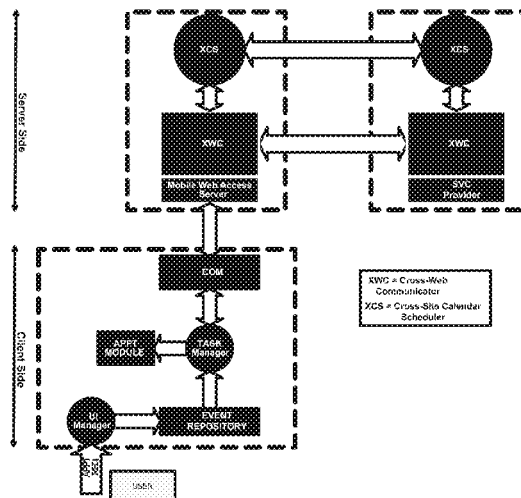 Server Side
XCS
XCS
XWC
XWC
Mobile Web Access
Server
SVC
Provider
Client Side
COM
XWC = Cross-Web
Communicator
XCS = Cross-Site Calendar
Scheduler
APPT
MODULE
TASK
Manager
UI
Manager
EVENT
REPOSITORY
USER